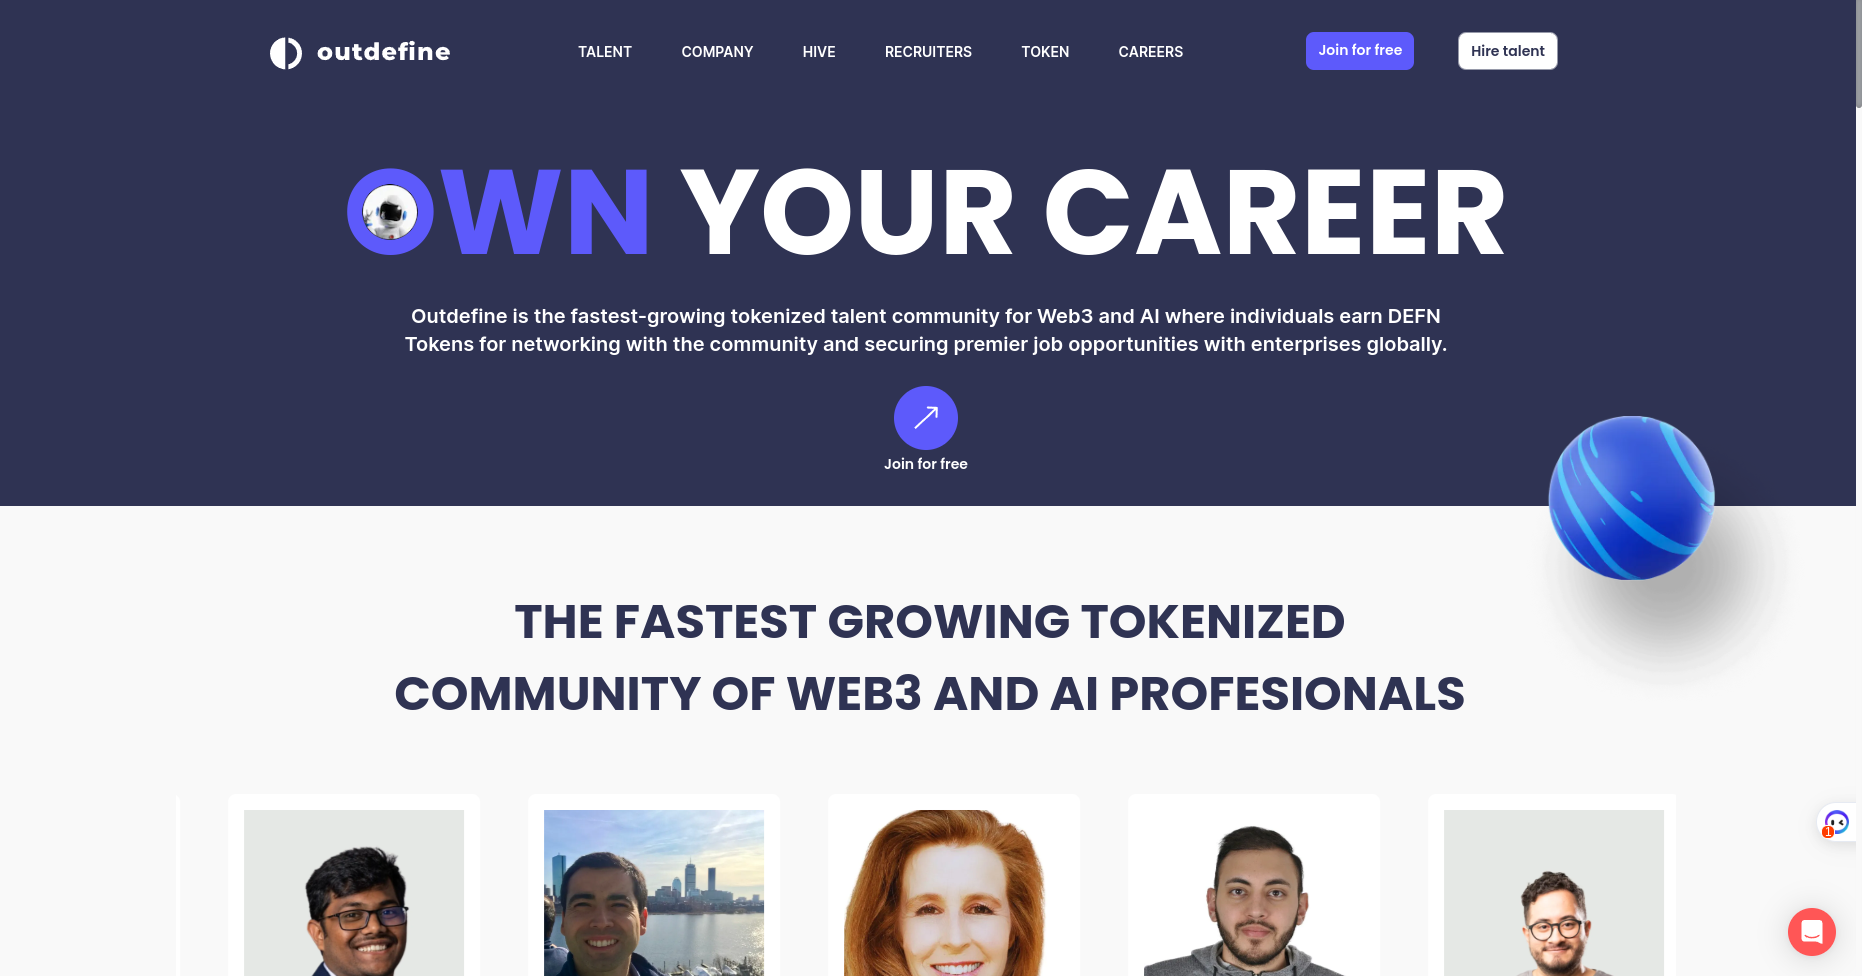 outdefine
TALENT
COMPANY
HIVE
RECRUITERS
TOKEN
CAREERS
Join for free
Hire talent
OWN YOUR CAREER
Outdefine is the fastest-growing tokenized talent community for Web3 and AI where individuals earn DEFN
Tokens for networking with the community and securing premier job opportunities with enterprises globally.
Join for free
THE FASTEST GROWING TOKENIZED
COMMUNITY OF WEB3 AND AI PROFESIONALS
1